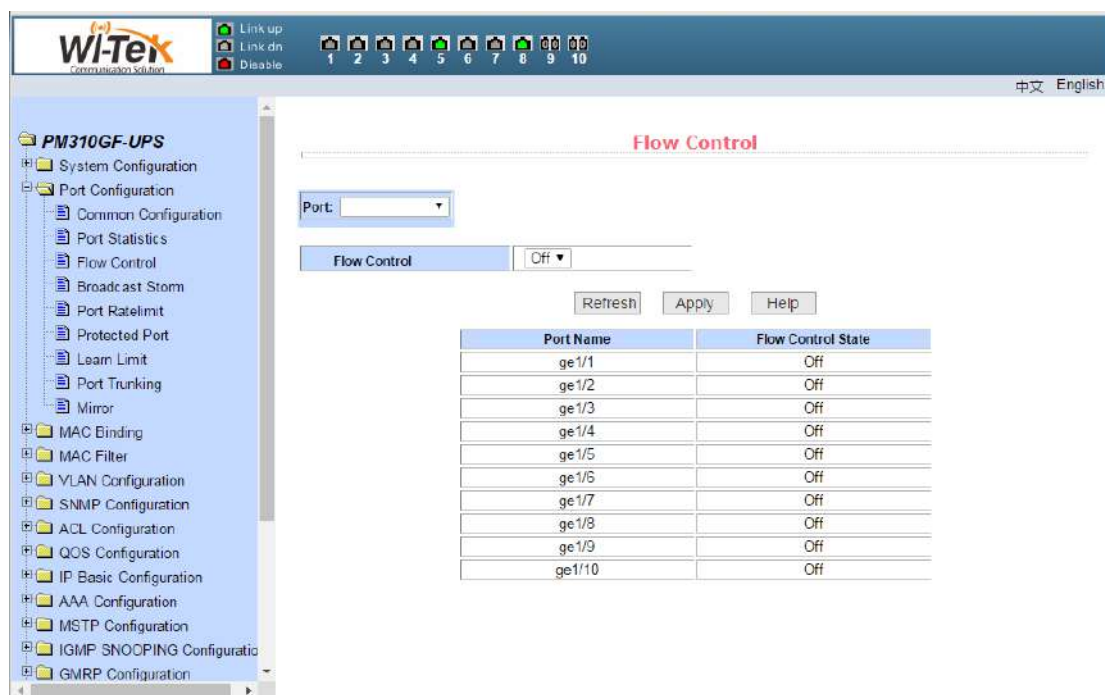 WI-Tek
Communication Solution
Link up
Link dn
Disable
1 2 3 4 5 6 7 8 9 10
中文 English
PM310GF-UPS
System Configuration
Port Configuration
Common Configuration
Port Statistics
Flow Control
Broadcast Storm
Port Ratelimit
Protected Port
Learn Limit
Port Trunking
Mirror
MAC Binding
MAC Filter
VLAN Configuration
SNMP Configuration
ACL Configuration
QOS Configuration
IP Basic Configuration
AAA Configuration
MSTP Configuration
IGMP SNOOPING Configuratio
GMRP Configuration
Flow Control
Port:
Flow Control Off
Refresh Apply Help
Port Name Flow Control State
ge1/1 Off
ge1/2 Off
ge1/3 Off
ge1/4 Off
ge1/5 Off
ge1/6 Off
ge1/7 Off
ge1/8 Off
ge1/9 Off
ge1/10 Off